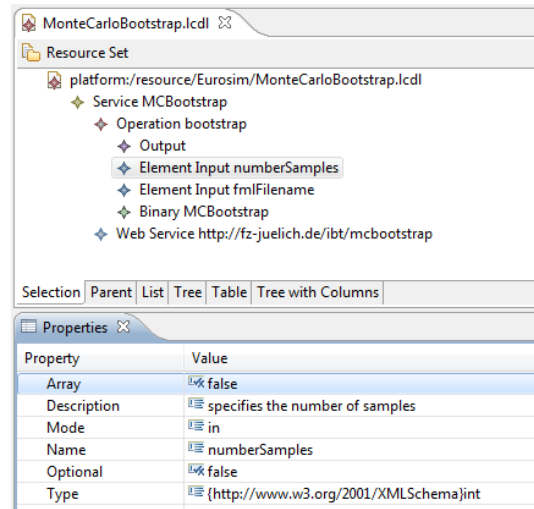 MonteCarloBootstrap.lcdl
Resource Set
platform:/resource/Eurosim/MonteCarloBootstrap.lcdl
Service MCBootstrap
Operation bootstrap
Output
Element Input numberSamples
Element Input fmlFilename
Binary MCBootstrap
Web Service http://fz-juelich.de/ibt/mcbootstrap
Selection Parent List Tree Table Tree with Columns
Properties
Property Value
Array false
Description specifies the number of samples
Mode in
Name numberSamples
Optional false
Type {http://www.w3.org/2001/XMLSchema}int